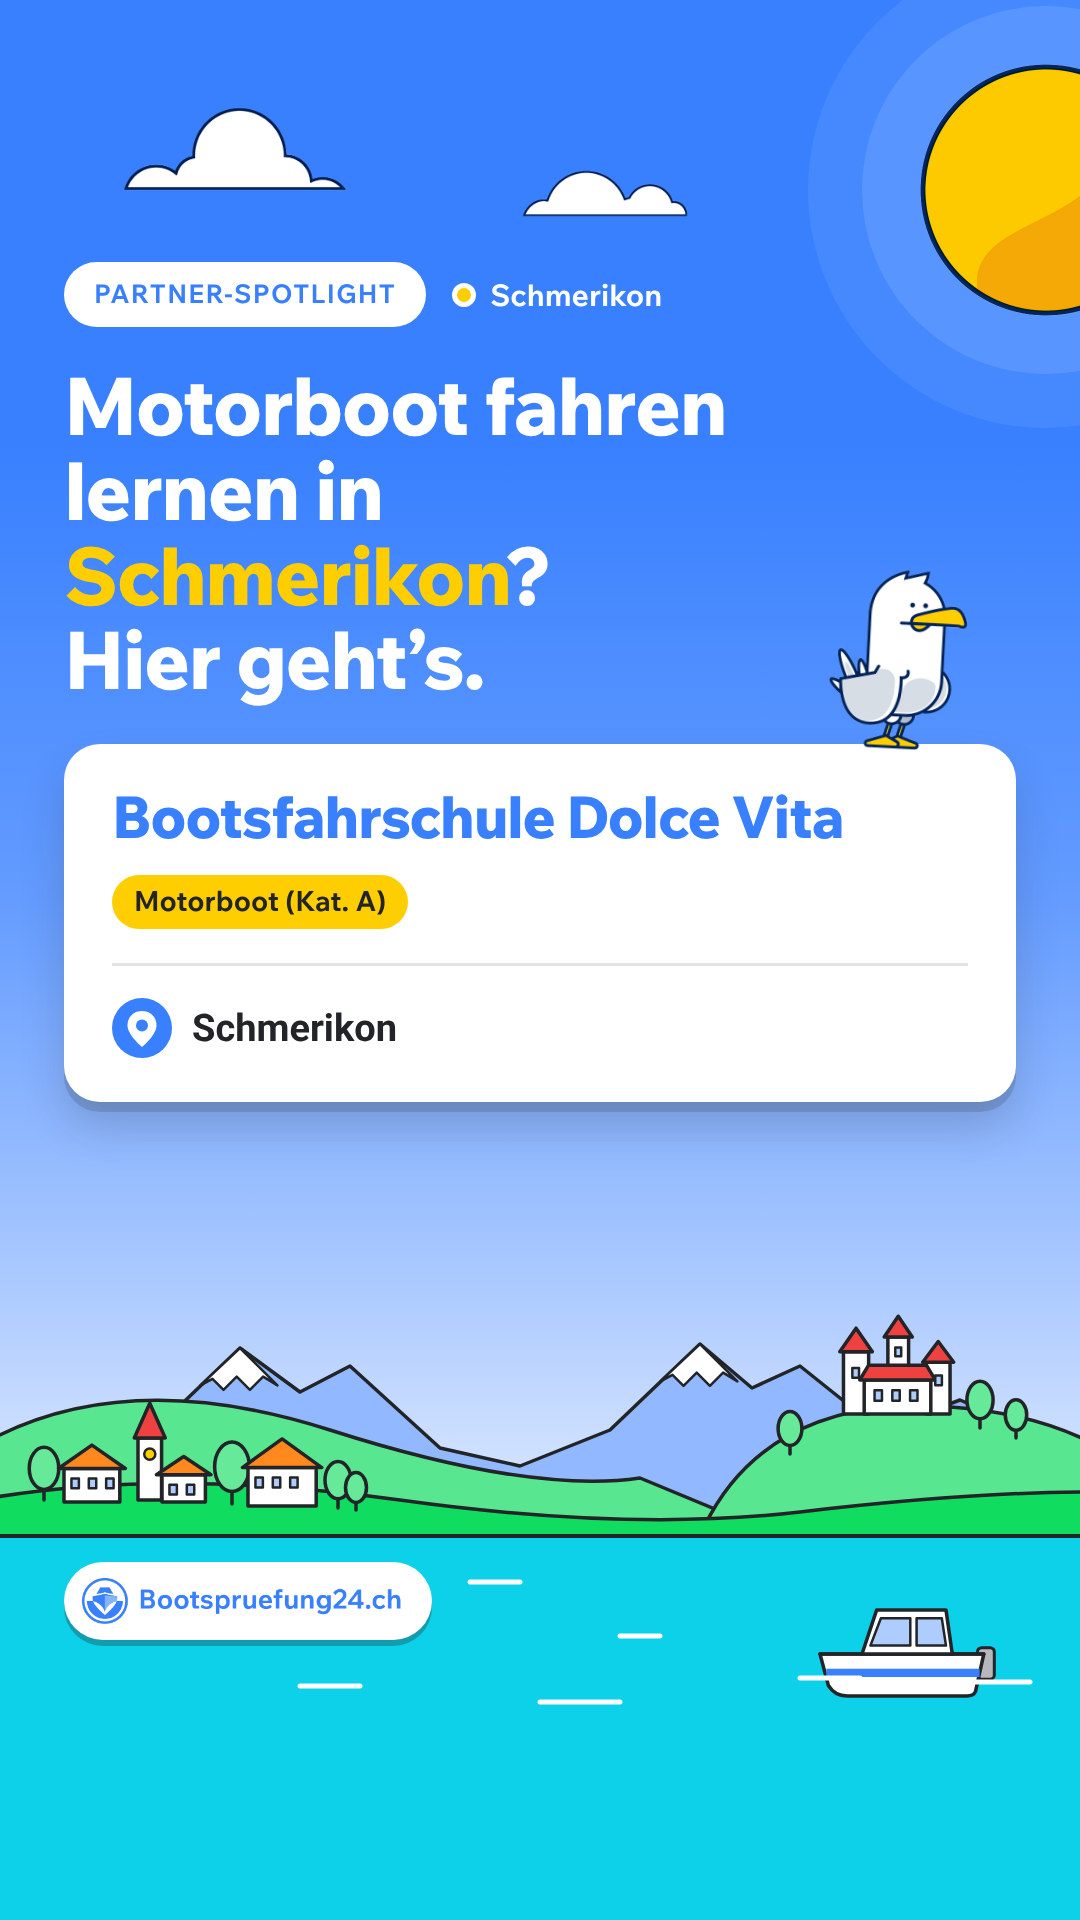 PARTNER-SPOTLIGHT
Schmerikon
Motorboot fahren
lernen in
Schmerikon?
Hier geht’s.
Bootsfahrschule Dolce Vita
Motorboot (Kat. A)
Schmerikon
Bootspruefung24.ch